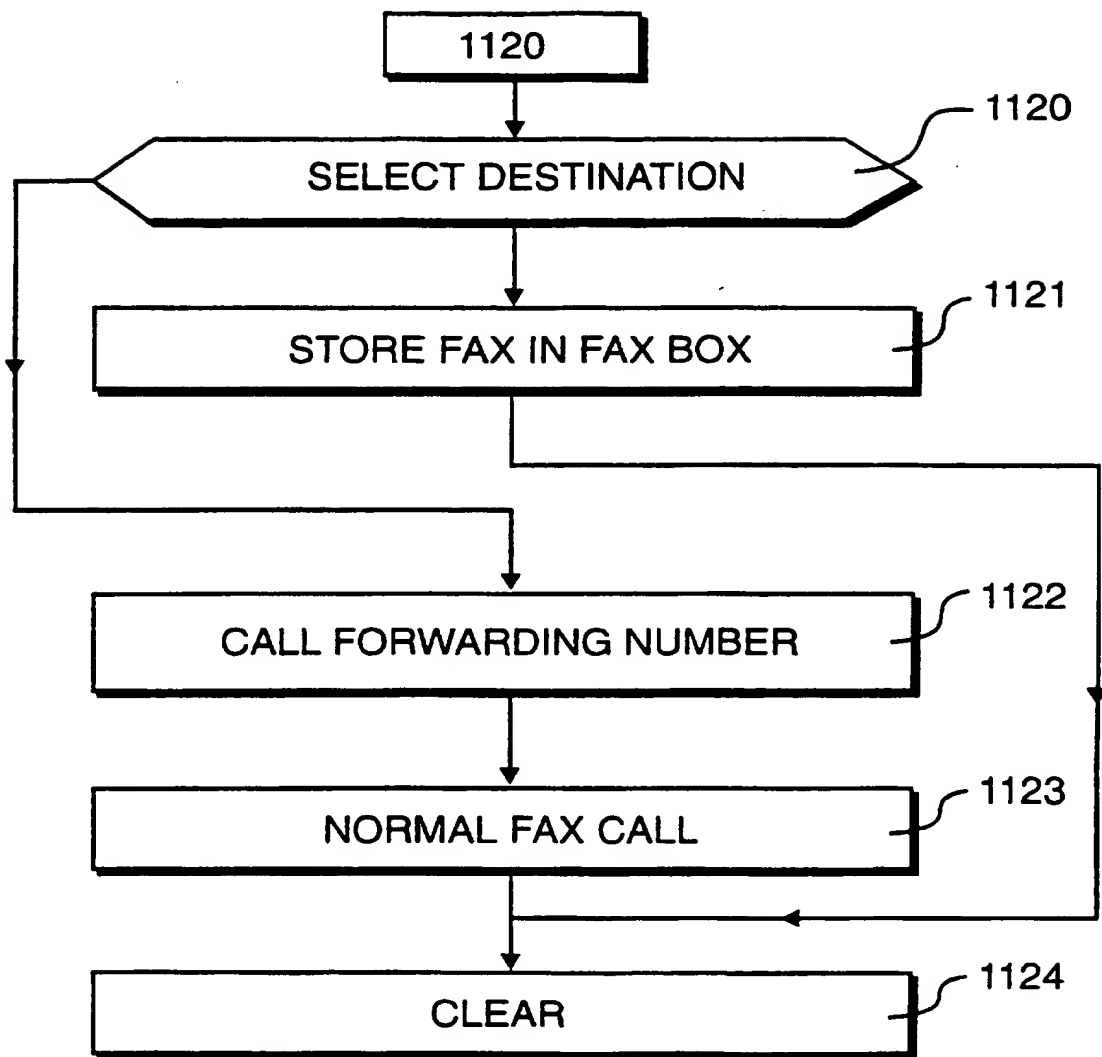 1120
1120
SELECT DESTINATION
1121
STORE FAX IN FAX BOX
1122
CALL FORWARDING NUMBER
1123
NORMAL FAX CALL
1124
CLEAR